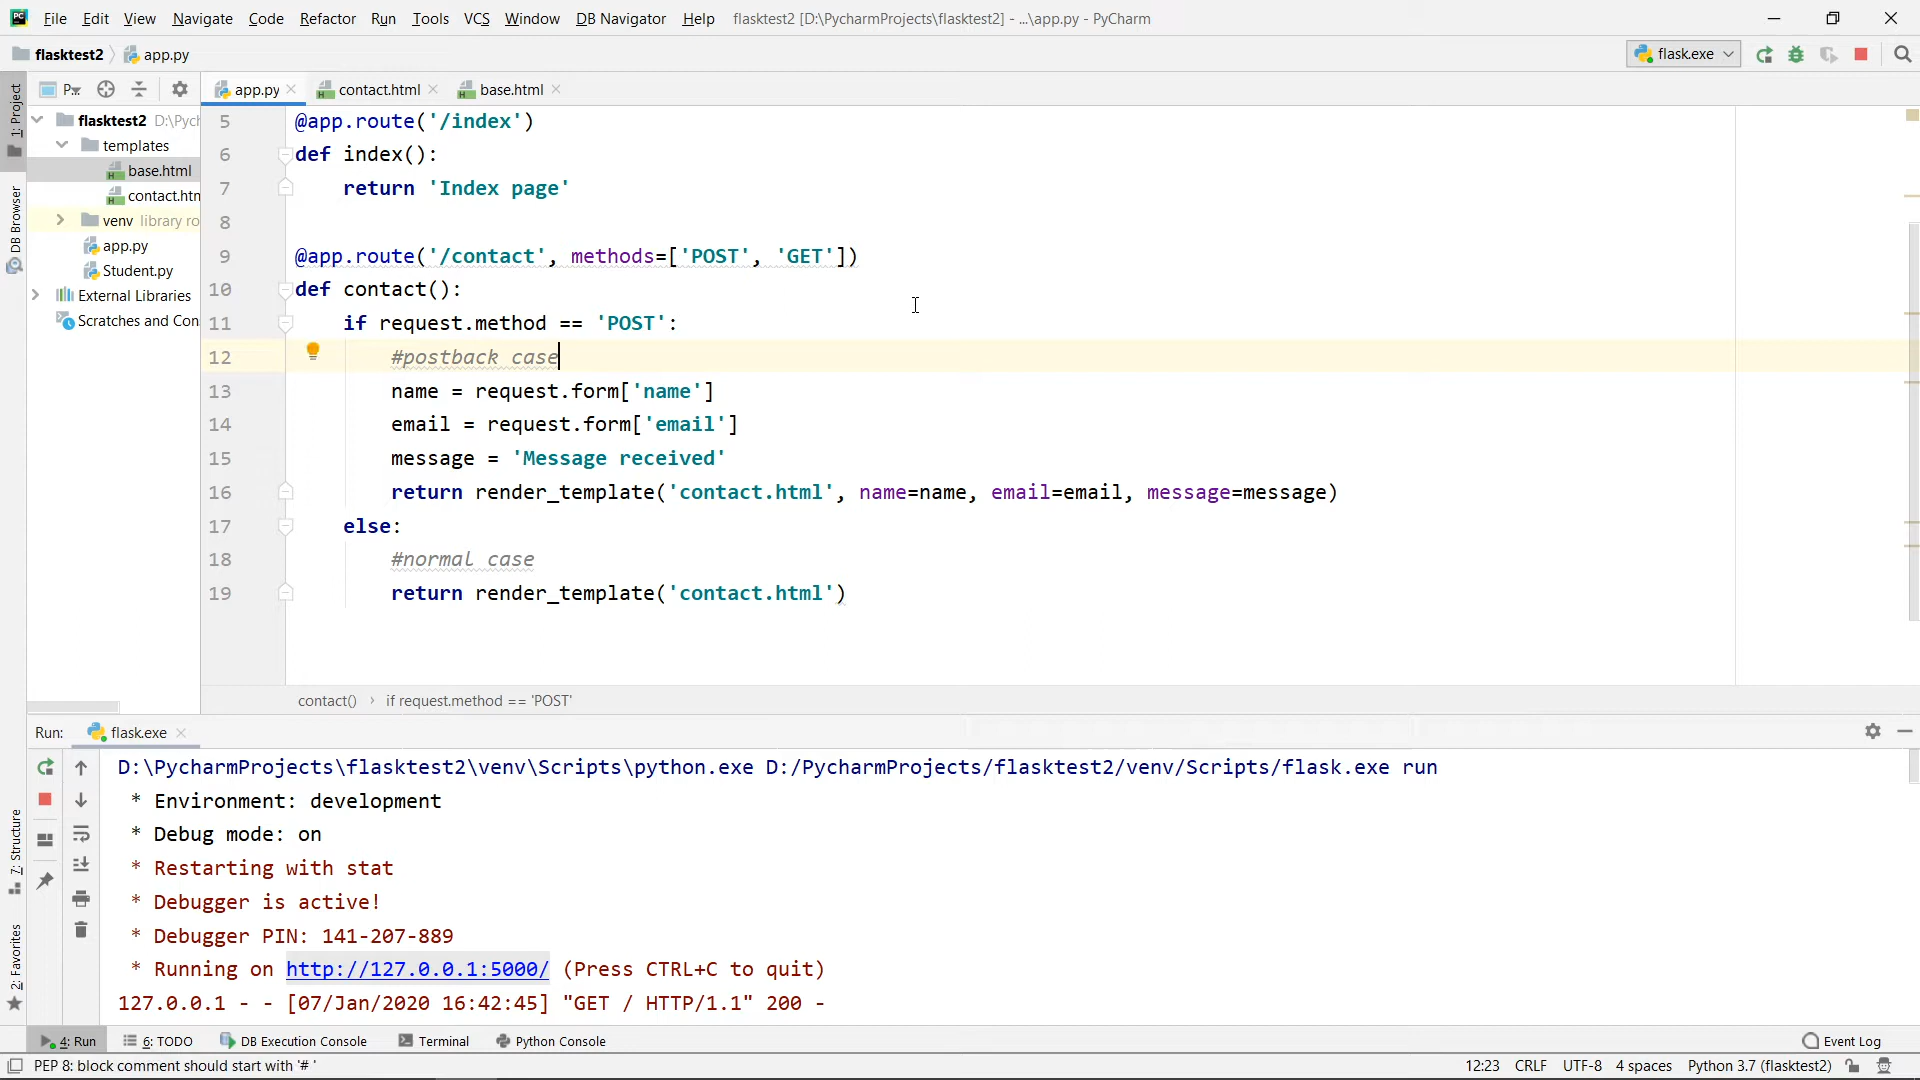 File Edit View Navigate Code Refactor Run Tools VCS Window DB Navigator Help flasktest2 [D:\PycharmProjects\flasktest2] - ...\app.py - PyCharm
flasktest2 app.py flask.exe
P... app.py contact.html base.html
1: Project
DB Browser
7: Structure
2: Favorites
flasktest2 D:\Pych
templates
base.html
contact.htn
venv library ro
app.py
Student.py
External Libraries
Scratches and Con
5 @app.route('/index')
6 def index():
7 return 'Index page'
8
9 @app.route('/contact', methods=['POST', 'GET'])
10 def contact():
11 if request.method == 'POST':
12 #postback case
13 name = request.form['name']
14 email = request.form['email']
15 message = 'Message received'
16 return render_template('contact.html', name=name, email=email, message=message)
17 else:
18 #normal case
19 return render_template('contact.html')
contact() › if request.method == 'POST'
Run: flask.exe
D:\PycharmProjects\flasktest2\venv\Scripts\python.exe D:/PycharmProjects/flasktest2/venv/Scripts/flask.exe run
* Environment: development
* Debug mode: on
* Restarting with stat
* Debugger is active!
* Debugger PIN: 141-207-889
* Running on http://127.0.0.1:5000/ (Press CTRL+C to quit)
127.0.0.1 - - [07/Jan/2020 16:42:45] "GET / HTTP/1.1" 200 -
4: Run 6: TODO DB Execution Console Terminal Python Console Event Log
PEP 8: block comment should start with '# ' 12:23 CRLF UTF-8 4 spaces Python 3.7 (flasktest2)